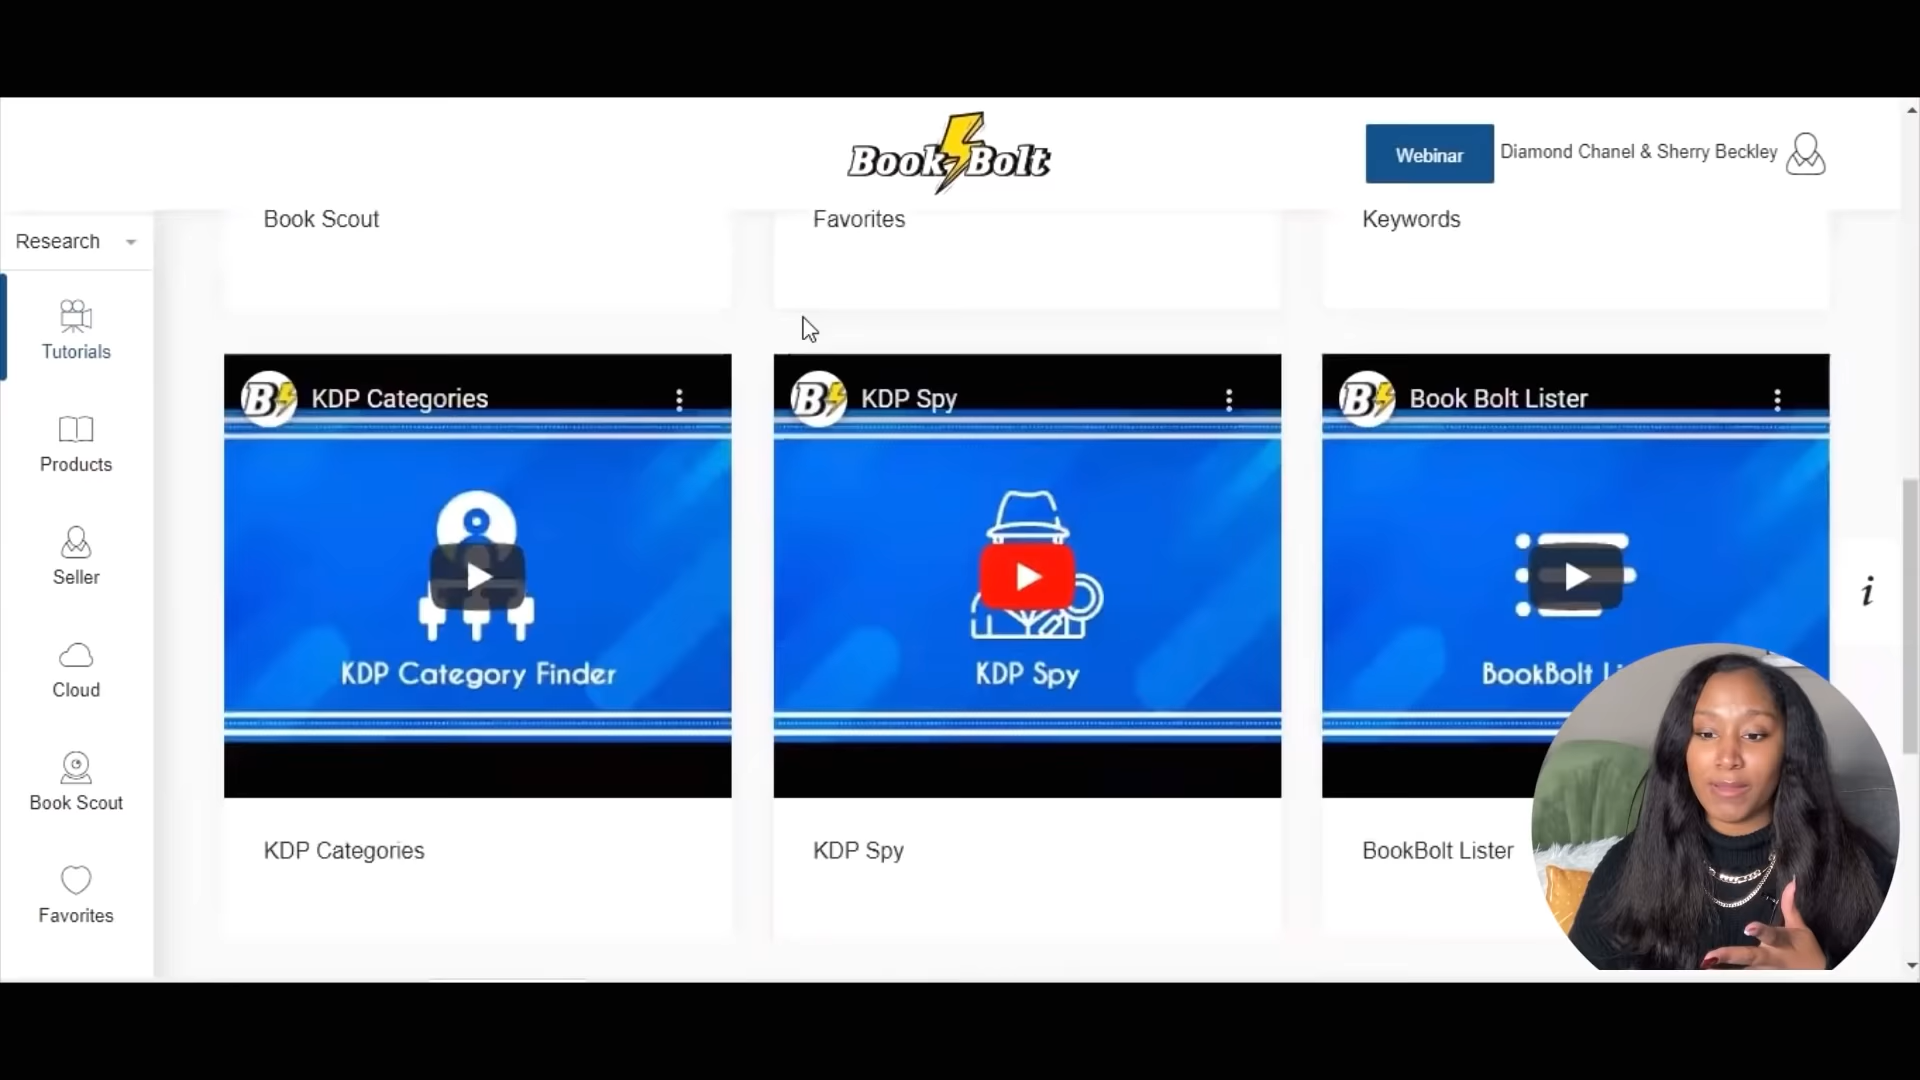 Book Bolt
Webinar
Diamond Chanel & Sherry Beckley
Research
Tutorials
Products
Seller
Cloud
Book Scout
Favorites
Book Scout
Favorites
Keywords
B
KDP Categories
KDP Category Finder
KDP Categories
B
KDP Spy
KDP Spy
KDP Spy
B
Book Bolt Lister
BookBolt
BookBolt Lister
i